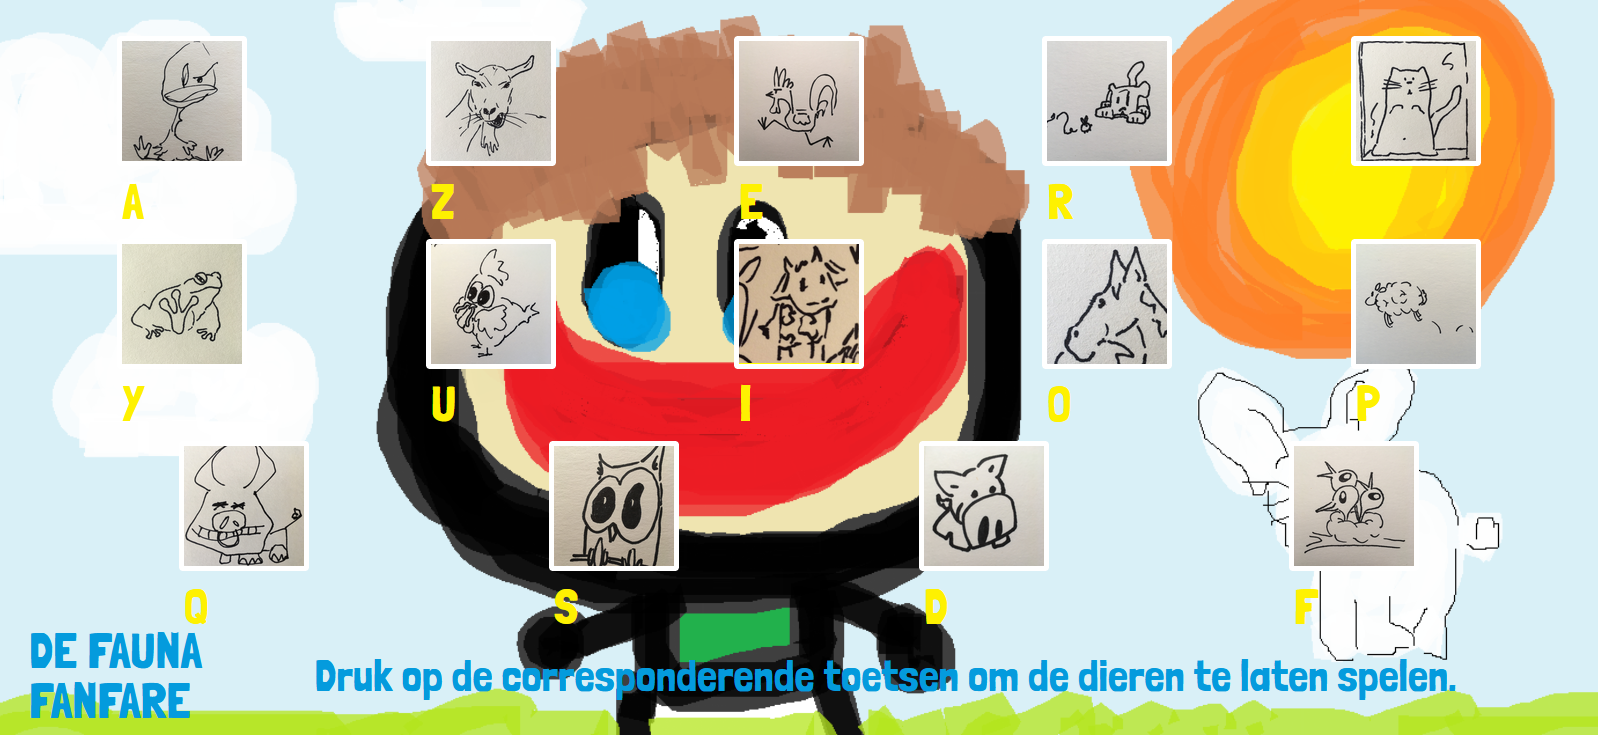 A
Z
E
R
Y
U
I
O
P
Q
S
D
F
DE FAUNA
FANFARE
Druk op de corresponderende toetsen om de dieren te laten spelen.